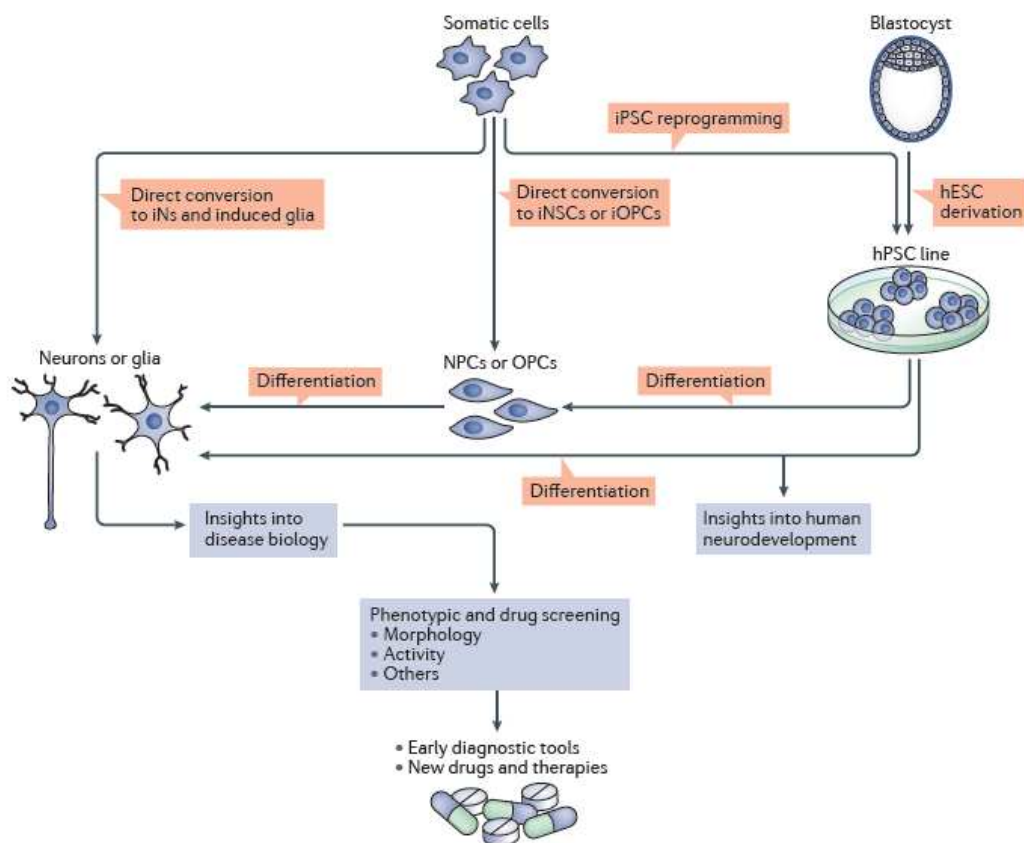 Somatic cells
Blastocyst
iPSC reprogramming
Direct conversion
to iNs and induced glia
Direct conversion
to iNSCs or iOPCs
hESC
derivation
hPSC line
Neurons or glia
NPCs or OPCs
Differentiation
Differentiation
Differentiation
Insights into
disease biology
Insights into human
neurodevelopment
Phenotypic and drug screening
• Morphology
• Activity
• Others
• Early diagnostic tools
• New drugs and therapies